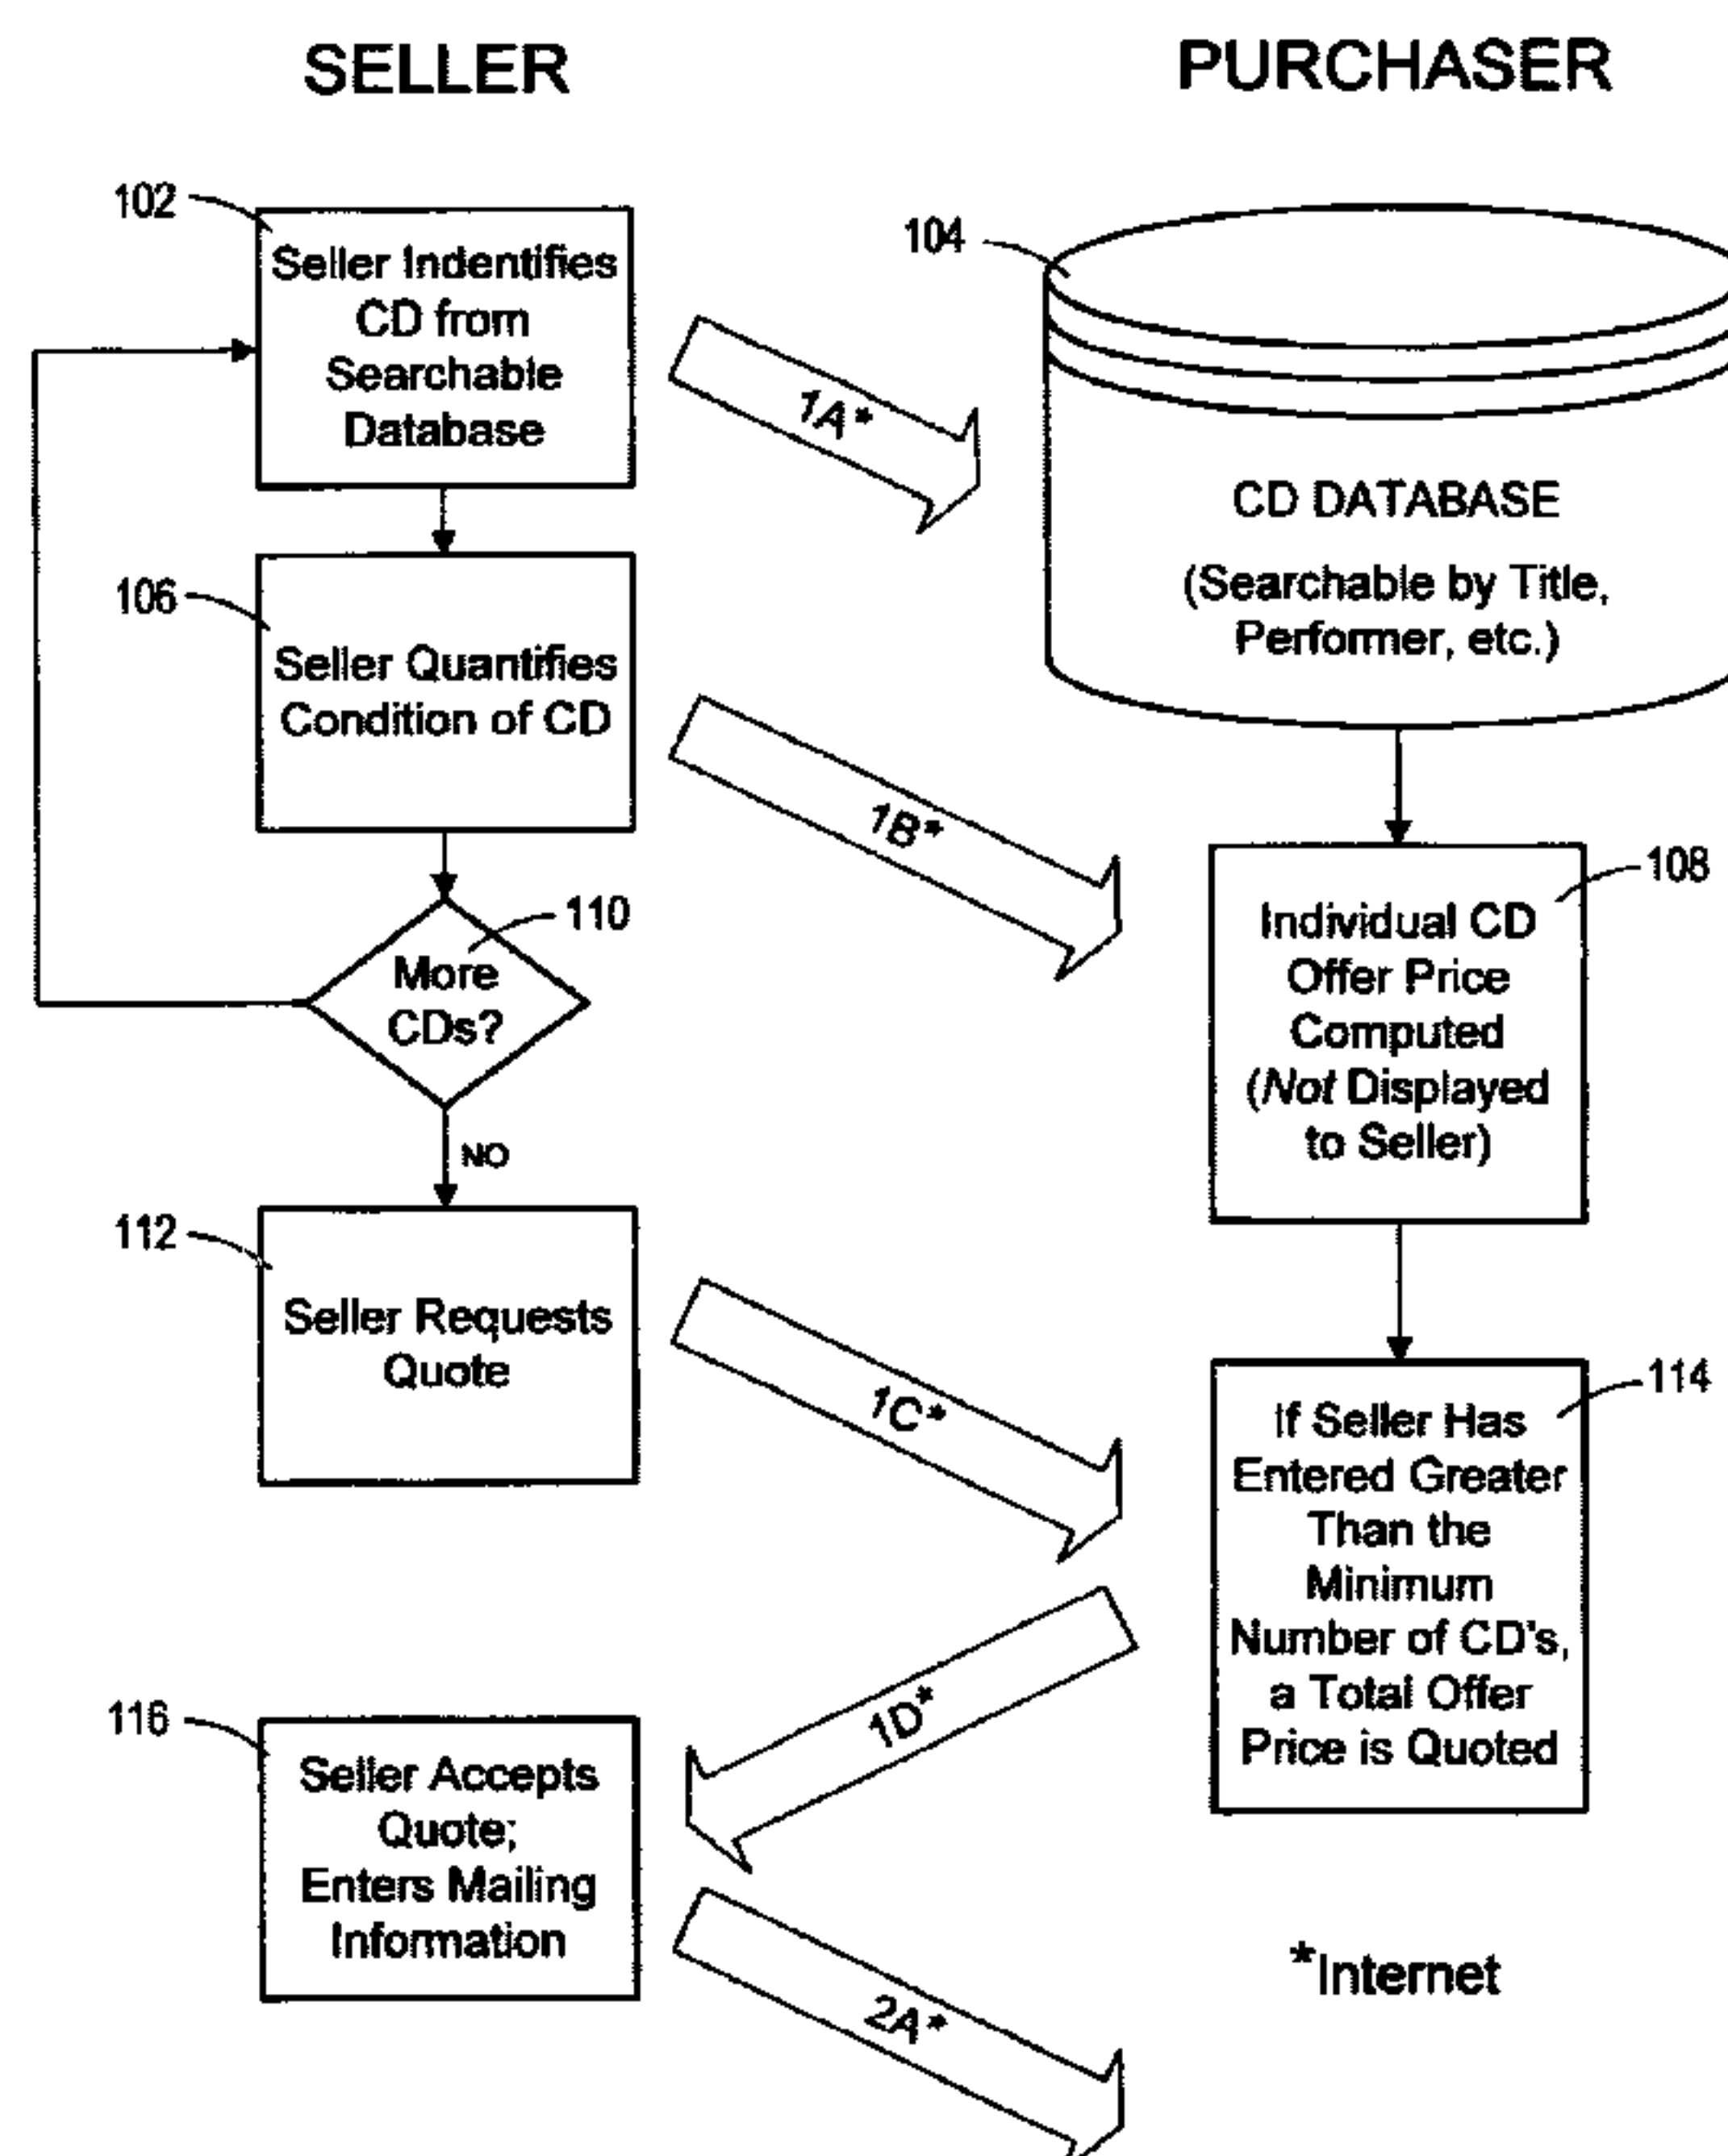 SELLER
PURCHASER
102
Seller Indentifies
CD from
Searchable
Database
104
1A*
CD DATABASE
(Searchable by Title,
Performer, etc.)
106
Seller Quantifies
Condition of CD
1B*
108
Individual CD
Offer Price
Computed
(Not Displayed
to Seller)
110
More
CDs?
NO
112
Seller Requests
Quote
1C*
114
If Seller Has
Entered Greater
Than the
Minimum
Number of CD's,
a Total Offer
Price is Quoted
1D*
116
Seller Accepts
Quote;
Enters Mailing
Information
2A*
*Internet